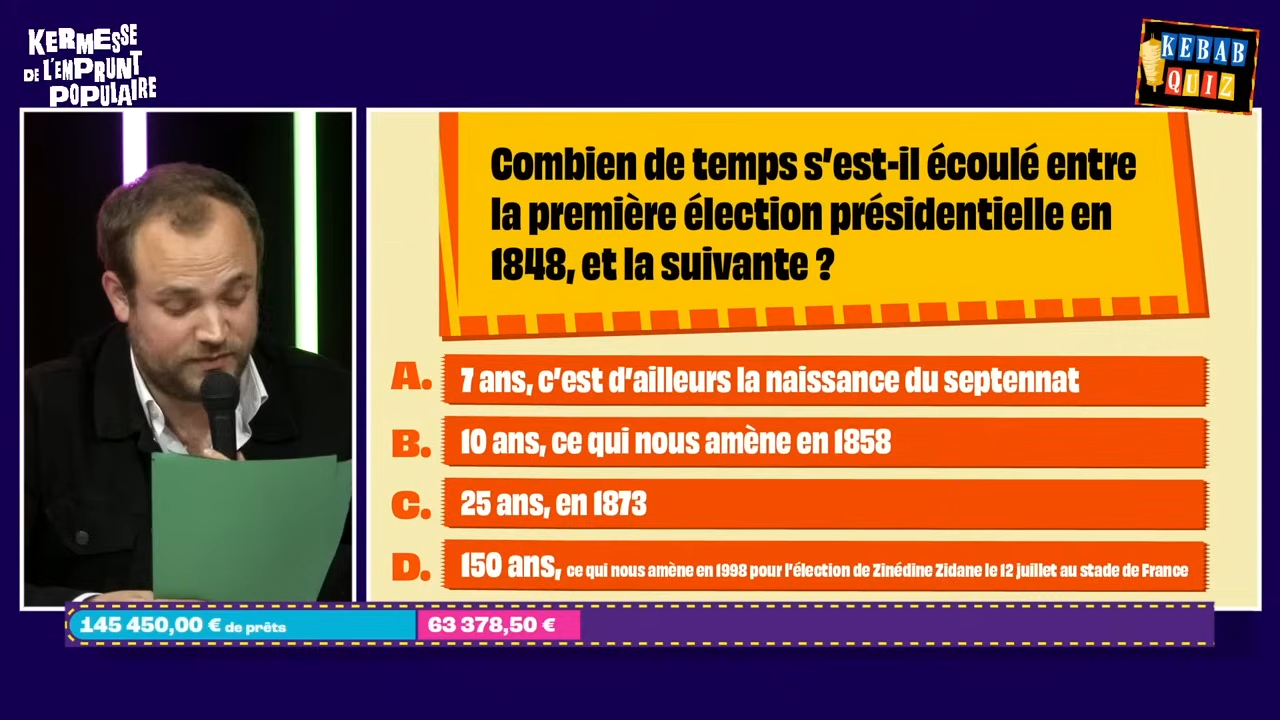 KERMESSE
DE L'EMPRUNT
POPULAIRE
KEBAB
QUIZ
Combien de temps s'est-il écoulé entre
la première élection présidentielle en
1848, et la suivante ?
A. 7 ans, c'est d'ailleurs la naissance du septennat
B. 10 ans, ce qui nous amène en 1858
C. 25 ans, en 1873
D. 150 ans, ce qui nous amène en 1998 pour l'élection de Zinédine Zidane le 12 juillet au stade de France
145 450,00 € de prêts 63 378,50 €